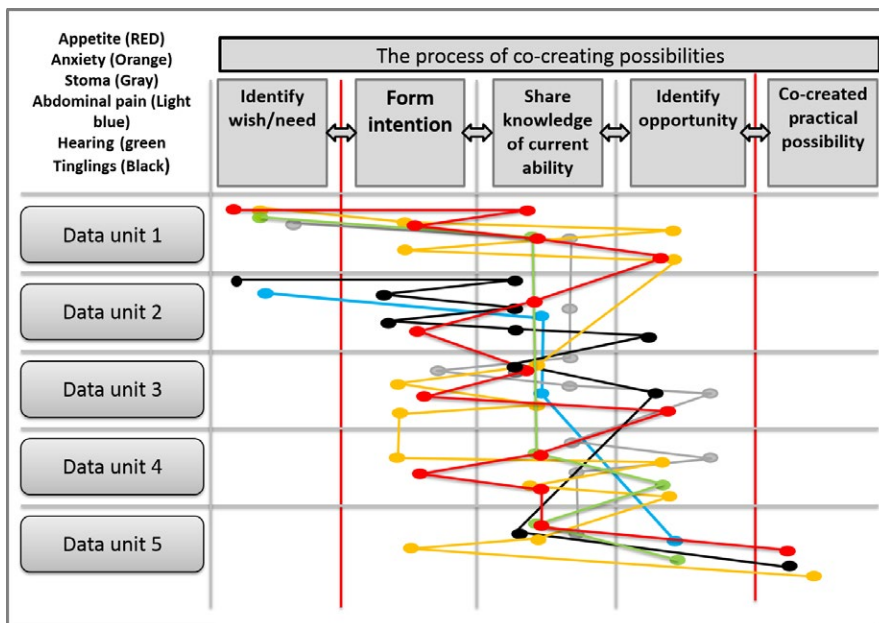 Appetite (RED)
Anxiety (Orange)
Stoma (Gray)
Abdominal pain (Light
blue)
Hearing (green
Tinglings (Black)
The process of co-creating possibilities
Identify
wish/need
Form
intention
Share
knowledge
of current
ability
Identify
opportunity
Co-created
practical
possibility
Data unit 1
Data unit 2
Data unit 3
Data unit 4
Data unit 5